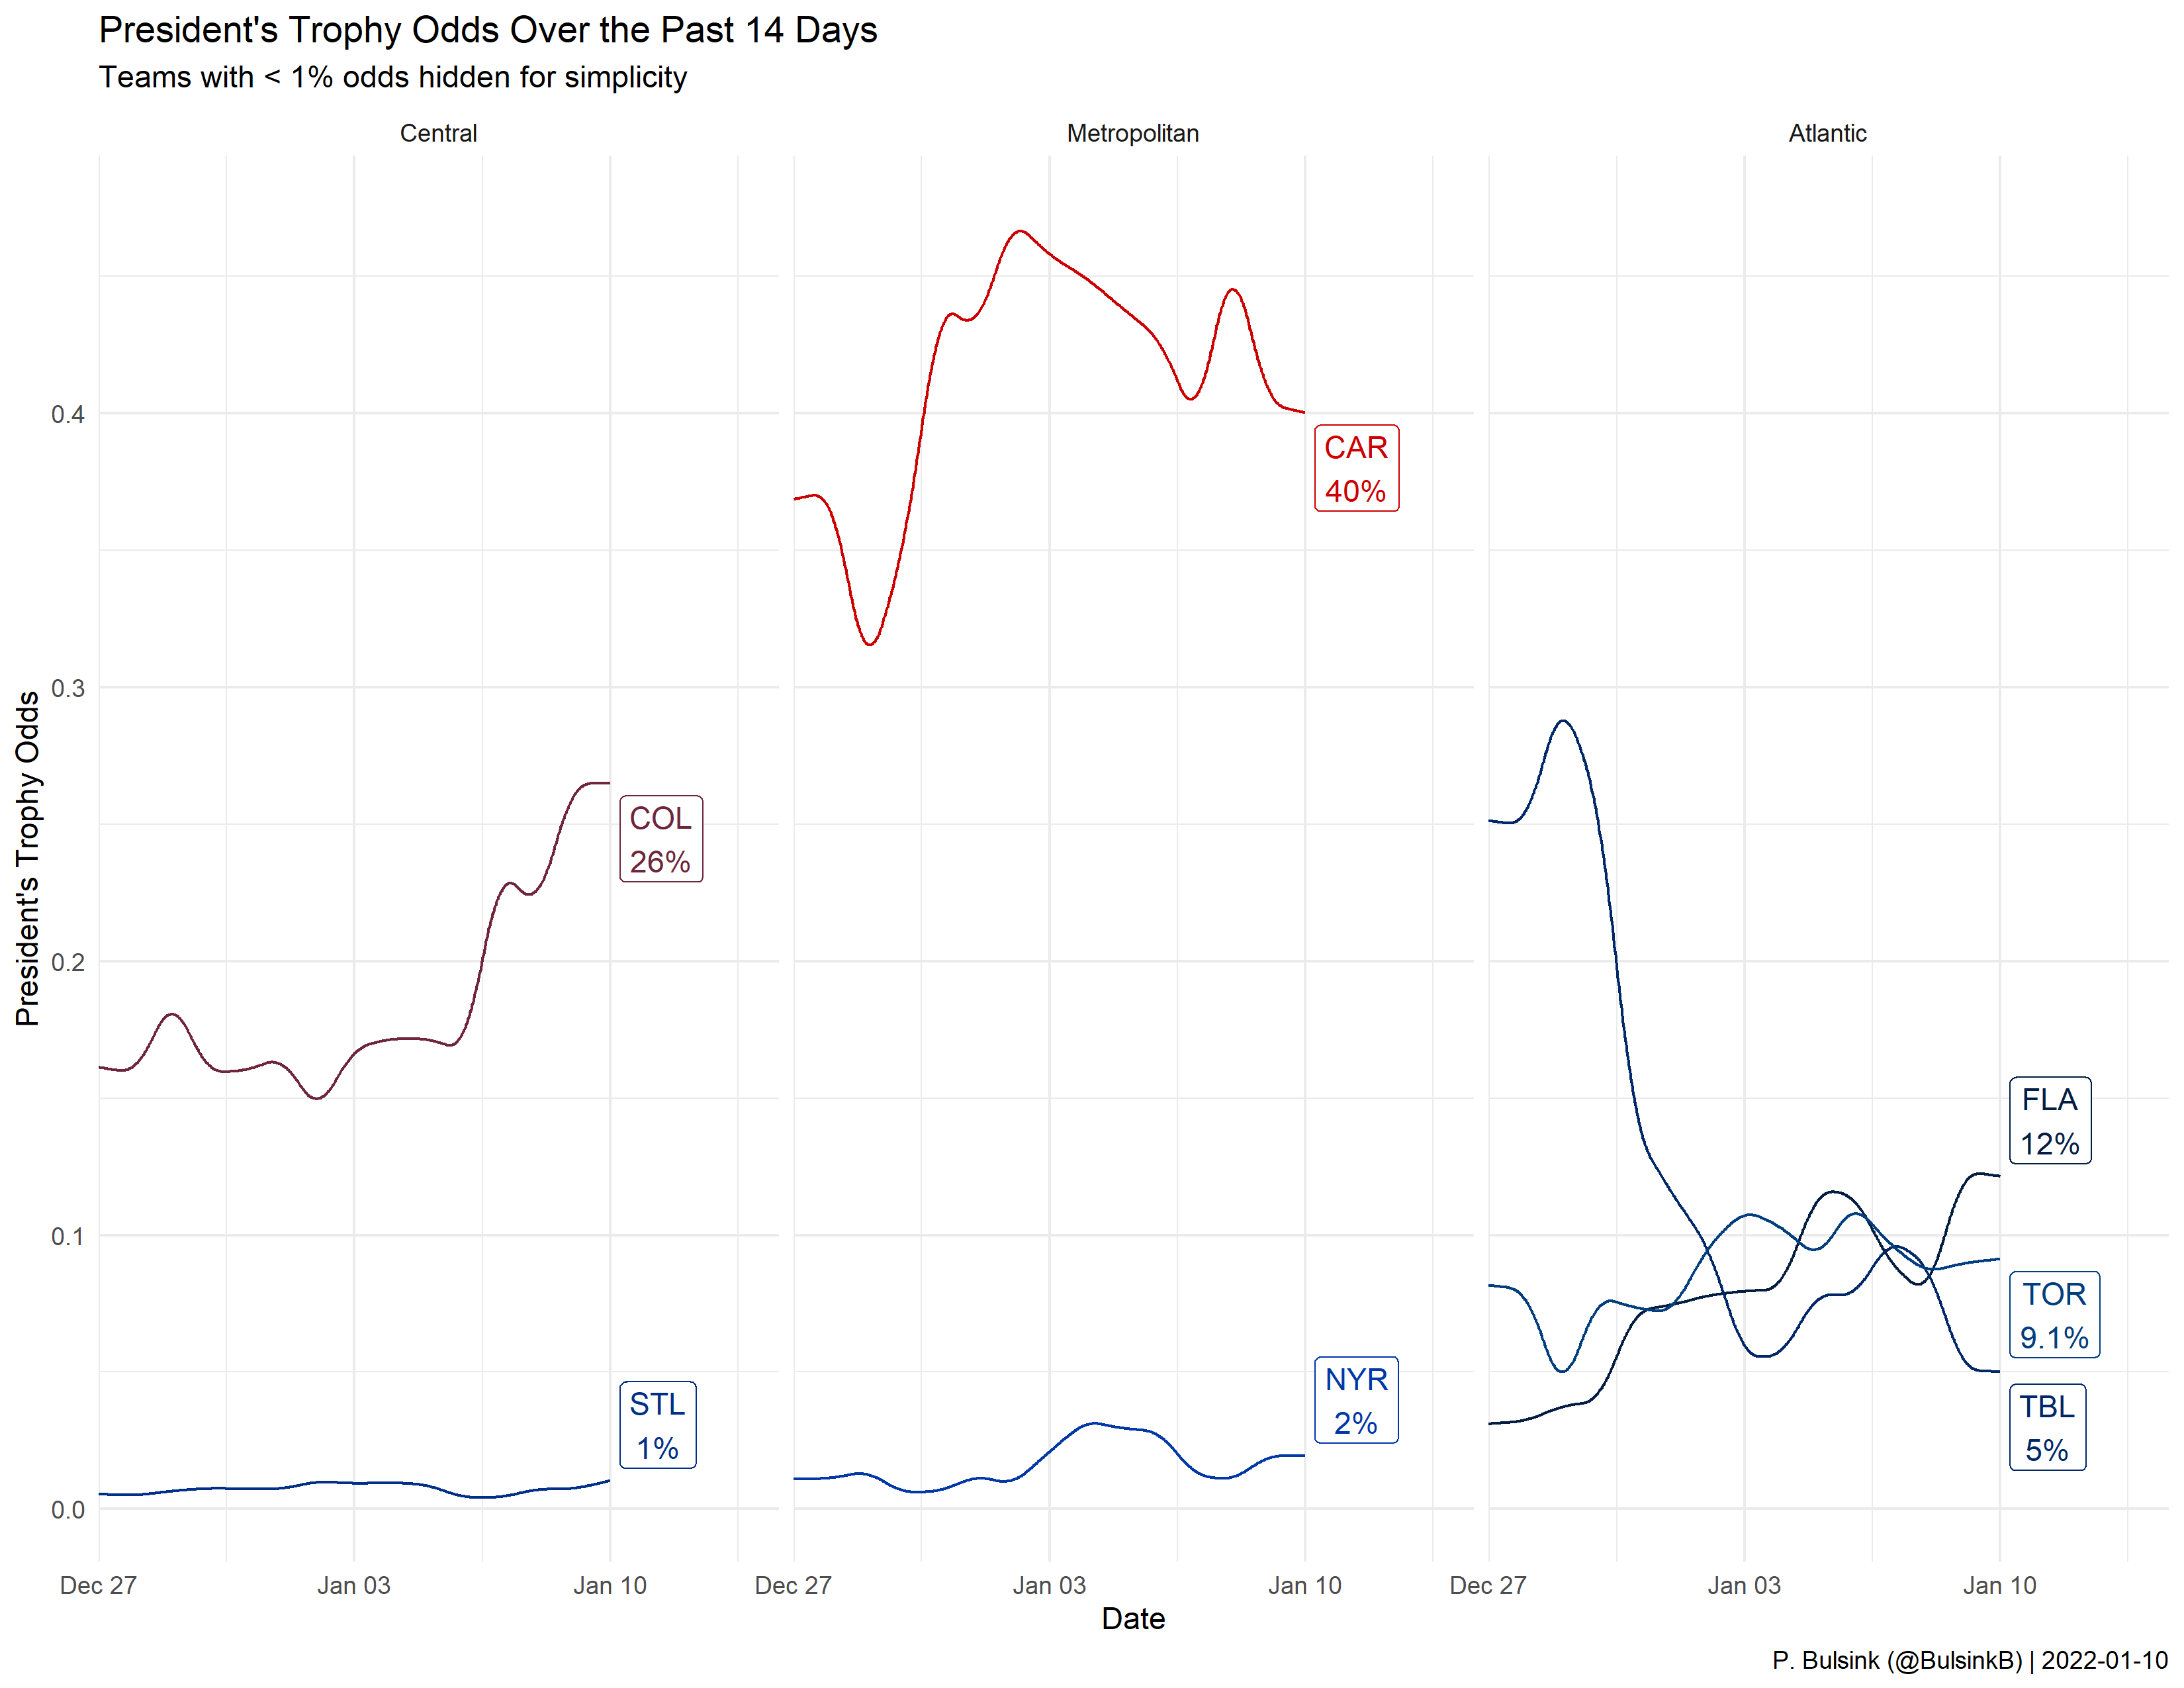 President's Trophy Odds Over the Past 14 Days
Teams with < 1% odds hidden for simplicity
Central
Metropolitan
Atlantic
President's Trophy Odds
0.4
0.3
0.2
0.1
0.0
COL
26%
STL
1%
CAR
40%
NYR
2%
FLA
12%
TOR
9.1%
TBL
5%
Dec 27
Jan 03
Jan 10
Dec 27
Jan 03
Jan 10
Dec 27
Jan 03
Jan 10
Date
P. Bulsink (@BulsinkB) | 2022-01-10